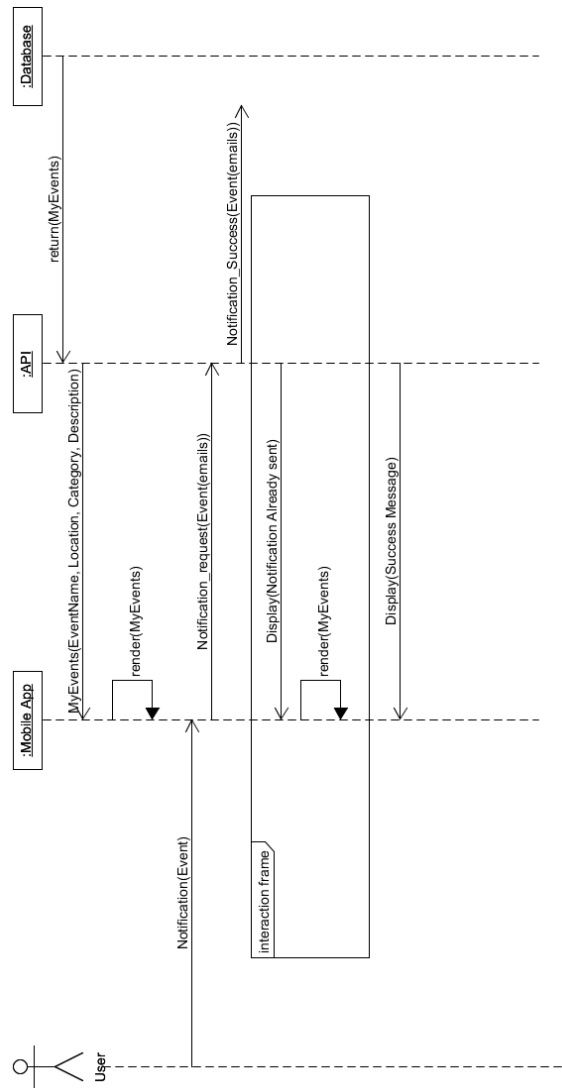 User
:Mobile App
:API
:Database
return(MyEvents)
MyEvents(EventName, Location, Category, Description)
render(MyEvents)
Notification(Event)
Notification_request(Event(emails))
Notification_Success(Event(emails))
interaction frame
Display(Notification Already sent)
render(MyEvents)
Display(Success Message)